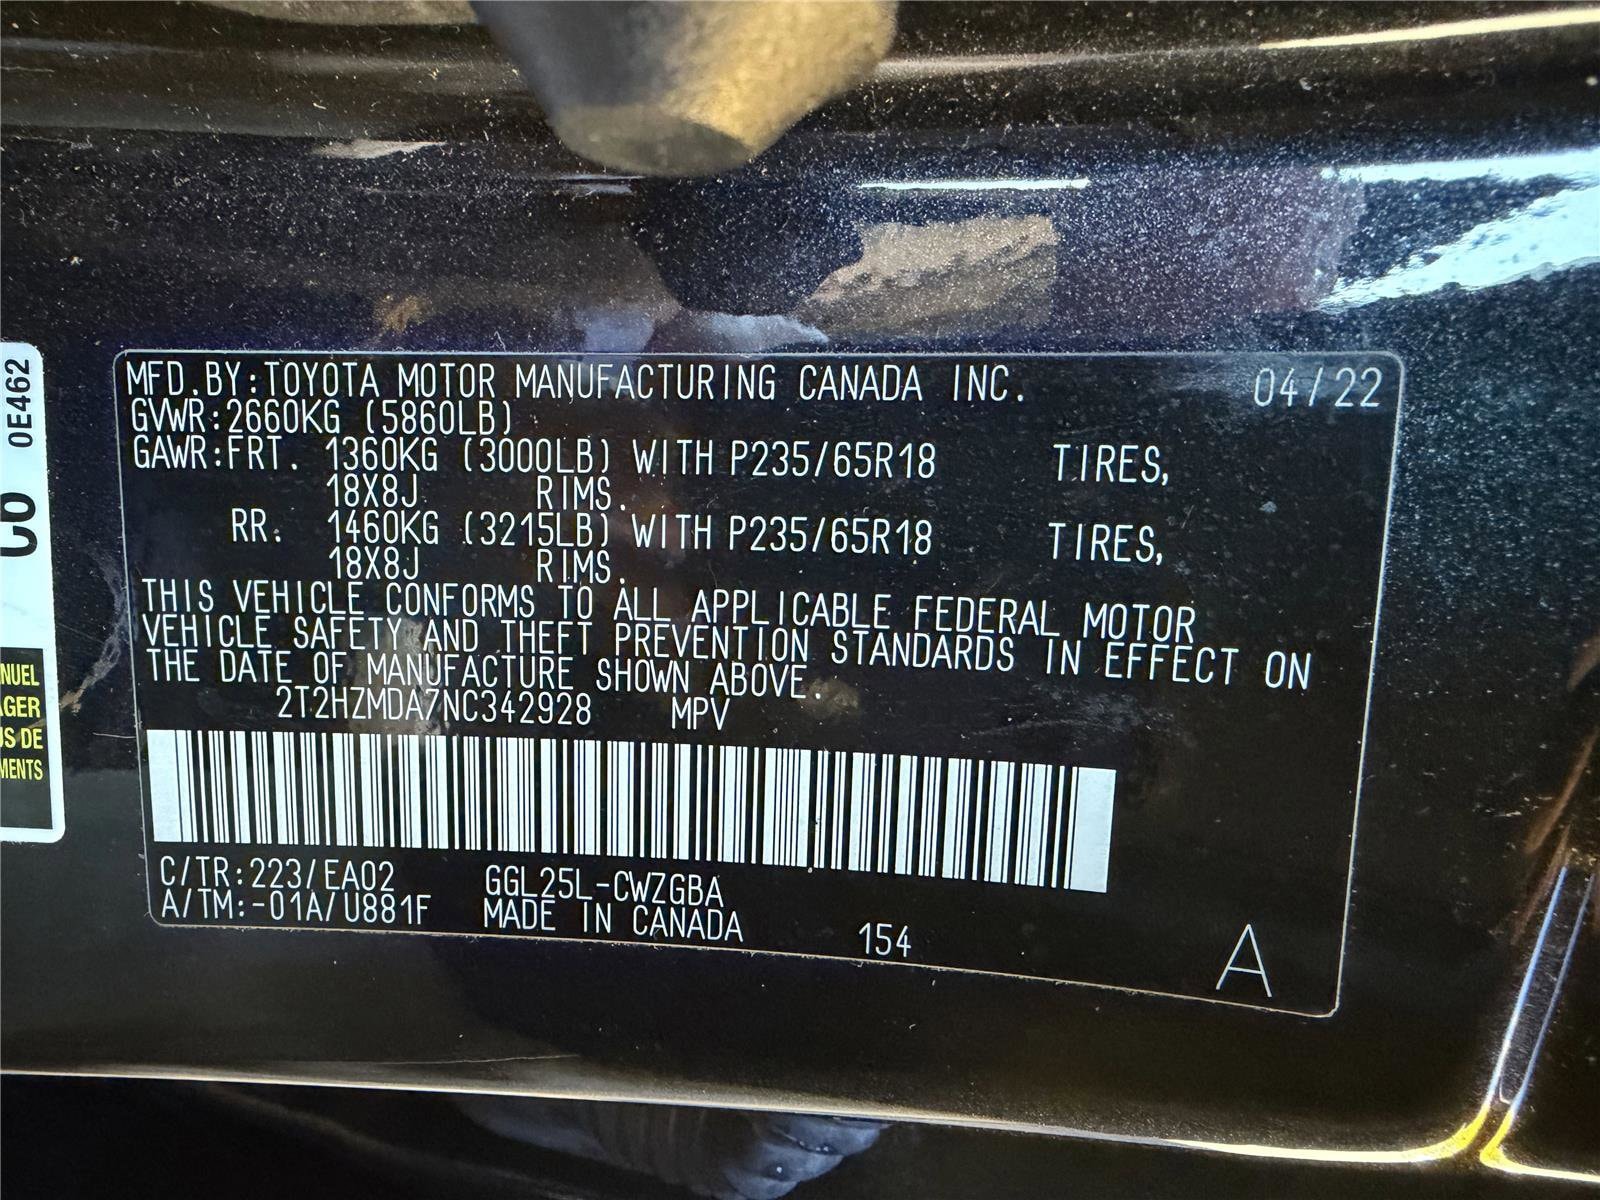 MFD.BY:TOYOTA MOTOR MANUFACTURING CANADA INC. 04/22
GVWR:2660KG (5860LB)
GAWR:FRT. 1360KG (3000LB) WITH P235/65R18 TIRES,
18X8J RIMS.
RR. 1460KG (3215LB) WITH P235/65R18 TIRES,
18X8J RIMS.
THIS VEHICLE CONFORMS TO ALL APPLICABLE FEDERAL MOTOR
VEHICLE SAFETY AND THEFT PREVENTION STANDARDS IN EFFECT ON
THE DATE OF MANUFACTURE SHOWN ABOVE.
2T2HZMDA7NC342928 MPV
C/TR:223/EA02 GGL25L-CWZGBA
A/TM:-01A/U881F MADE IN CANADA 154 A
0E462
NUEL
AGER
US DE
MENTS